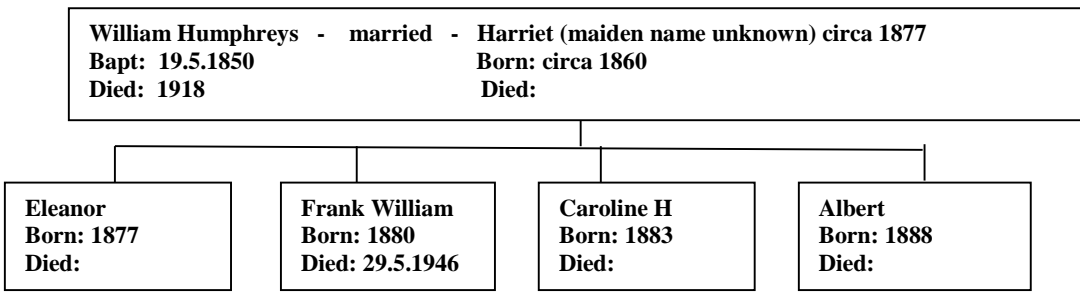 William Humphreys - married - Harriet (maiden name unknown) circa 1877
Bapt: 19.5.1850 Born: circa 1860
Died: 1918 Died:
Eleanor
Born: 1877
Died:
Frank William
Born: 1880
Died: 29.5.1946
Caroline H
Born: 1883
Died:
Albert
Born: 1888
Died: